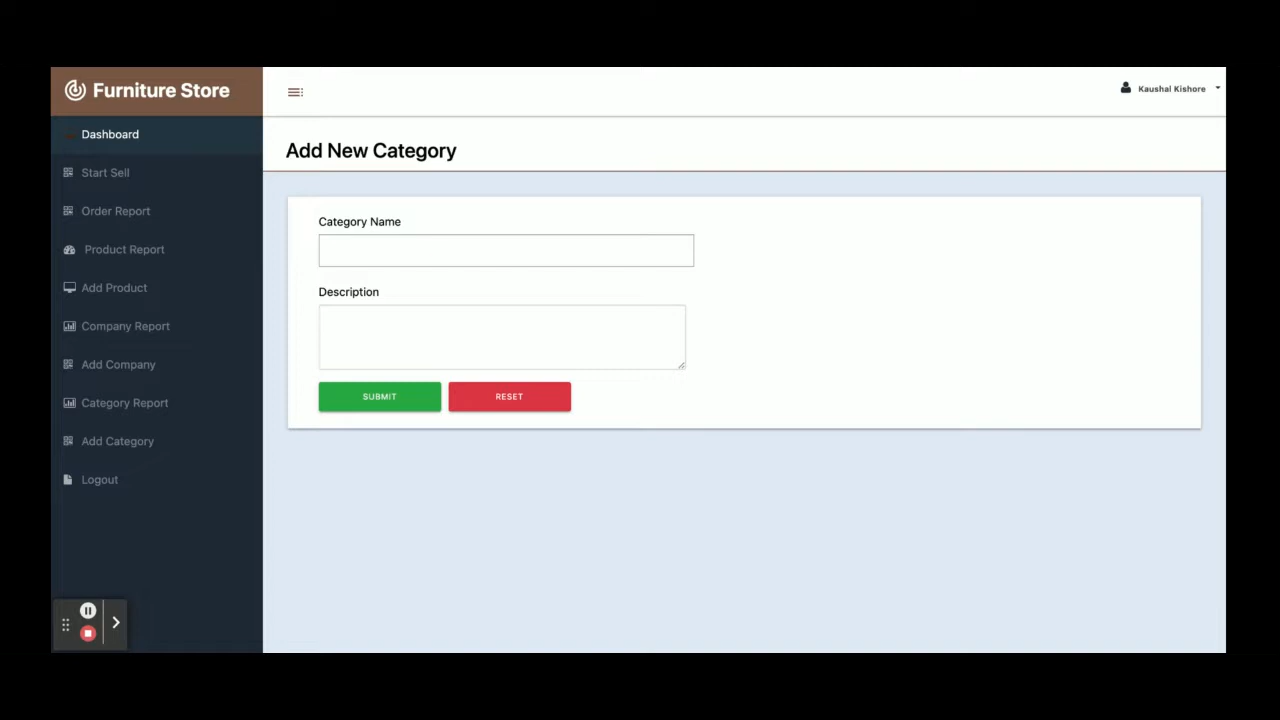 Furniture Store
Kaushal Kishore
Dashboard
Start Sell
Order Report
Product Report
Add Product
Company Report
Add Company
Category Report
Add Category
Logout
Add New Category
Category Name
Description
SUBMIT
RESET